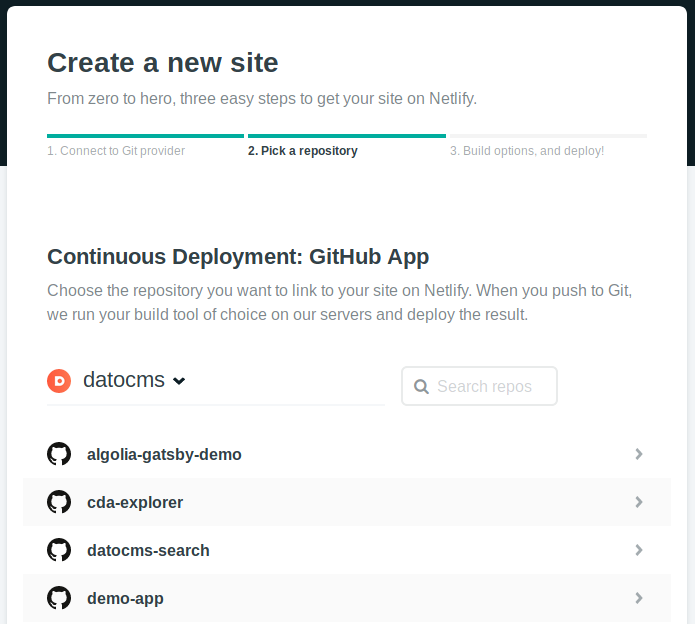 Create a new site
From zero to hero, three easy steps to get your site on Netlify.
1. Connect to Git provider
2. Pick a repository
3. Build options, and deploy!
Continuous Deployment: GitHub App
Choose the repository you want to link to your site on Netlify. When you push to Git,
we run your build tool of choice on our servers and deploy the result.
datocms
Search repos
algolia-gatsby-demo
cda-explorer
datocms-search
demo-app